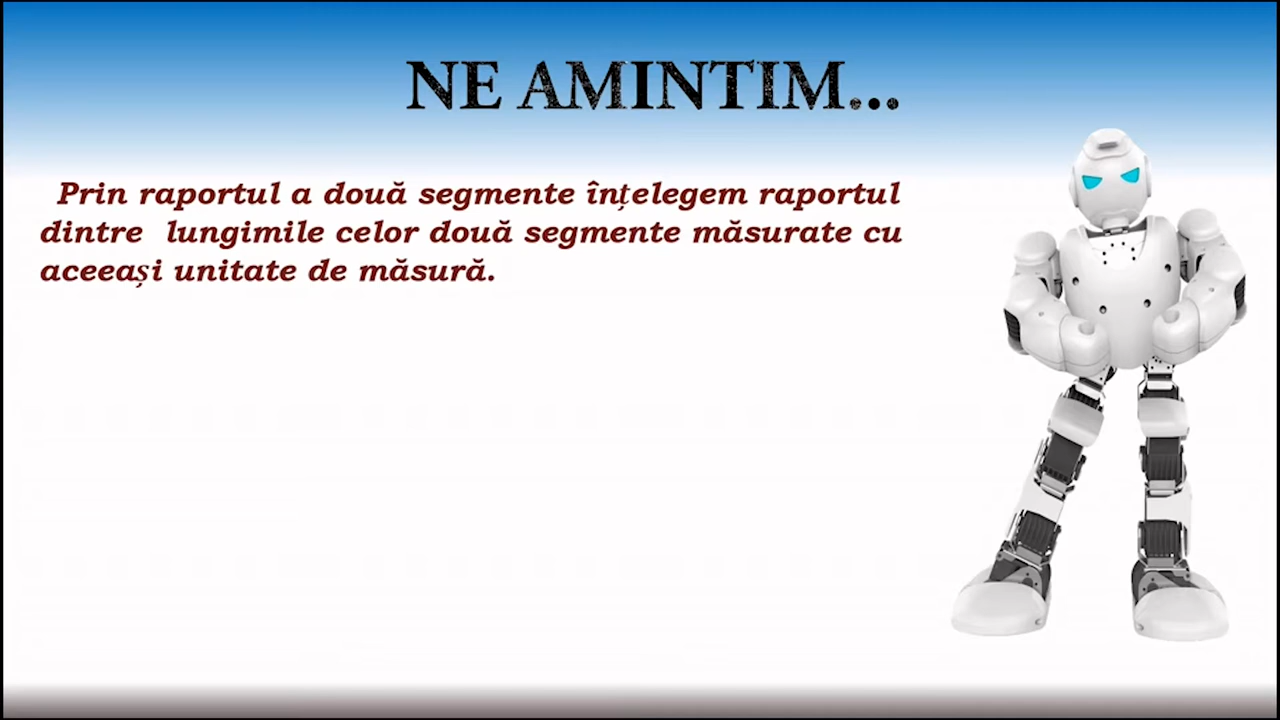 NE AMINTIM...
Prin raportul a două segmente înțelegem raportul
dintre lungimile celor două segmente măsurate cu
aceeași unitate de măsură.